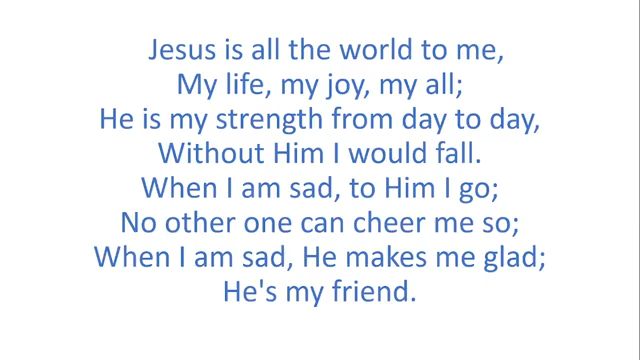 Jesus is all the world to me,
My life, my joy, my all;
He is my strength from day to day,
Without Him I would fall.
When I am sad, to Him I go;
No other one can cheer me so;
When I am sad, He makes me glad;
He's my friend.